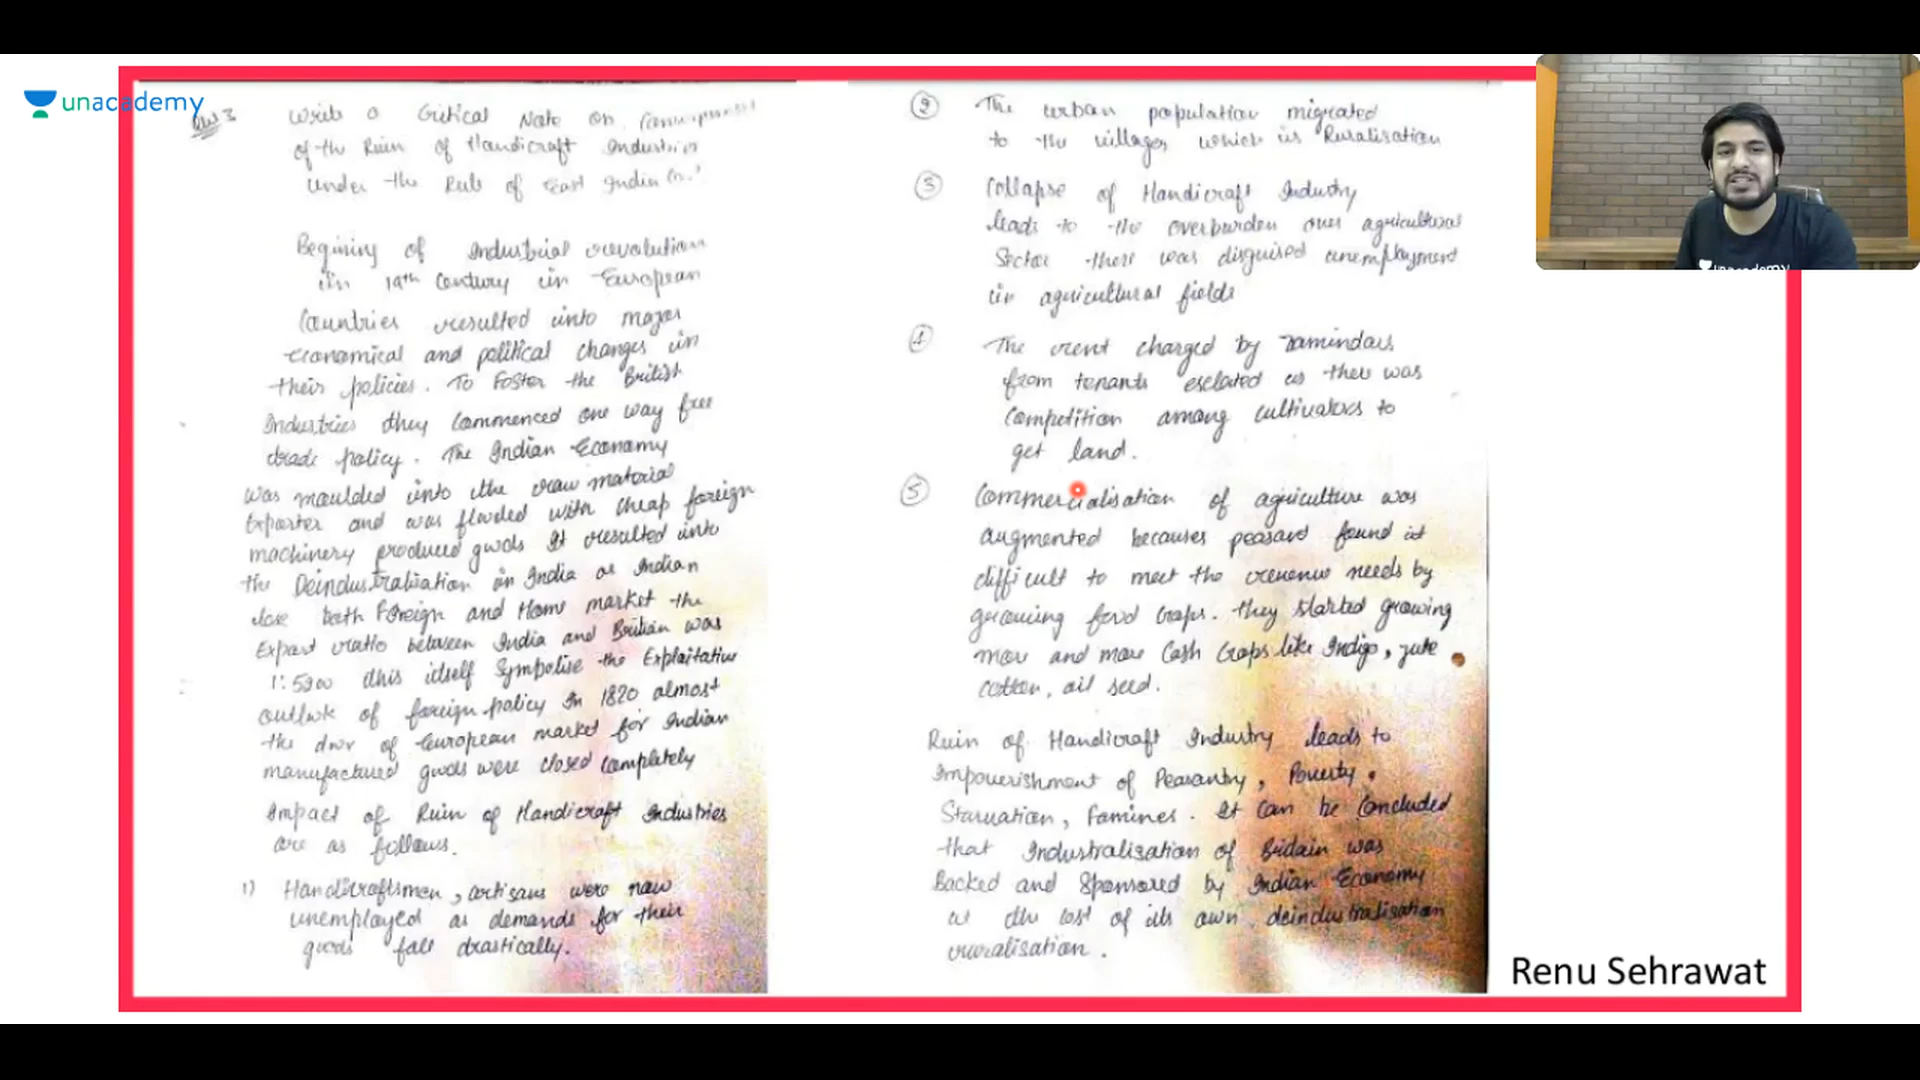 unacademy
Qus 3 Write a Critical Note on
of the Ruin of Handicraft Industries
under the Rule of East India Co.
Begining of Industrial revolution
in 19th Century in European
Countries resulted into major
economical and political changes in
their policies. To Foster the British
Industries they Commenced one way free
trade policy. The Indian Economy
was moulded into the raw material
Exporter and was flooded with cheap foreign
machinery produced goods It resulted into
the Deindustralisation in India as Indian
lose both Foreign and Home market the
Export ratio between India and Britian was
this itself Sympolise the Exploitative
outlook of foreign policy In 1820 almost
the door of European market for Indian
manufactured goods were closed completely
Impact of Ruin of Handicraft Industries
are as follows.
1) Handicraftsmen, artisans were now
unemployed as demands for their
goods fall drastically.
2 The urban population migrated
to the villages which is Ruralisation
3 Collapse of Handicraft Industry
leads to the overburden over agricultural
Sector there was disguised unemployment
in agricultural fields
4 The rent charged by zamindars
from tenants esclated as there was
Competition among cultivators to
get land.
5 Commercialisation of agriculture was
augmented becauses peasant found it
difficult to meet the revenue needs by
growing food Crops. They started growing
more and more Cash Crops like Indigo, jute
cotton, oil seed.
Ruin of Handicraft Industry leads to
Impoverishment of Peasantry, Poverty,
Starvation, Famines. It can be Concluded
that Industralisation of Britain was
Backed and Sponsored by Indian Economy
at the cost of its own deindustralisation
ruralisation.
unacademy
Renu Sehrawat